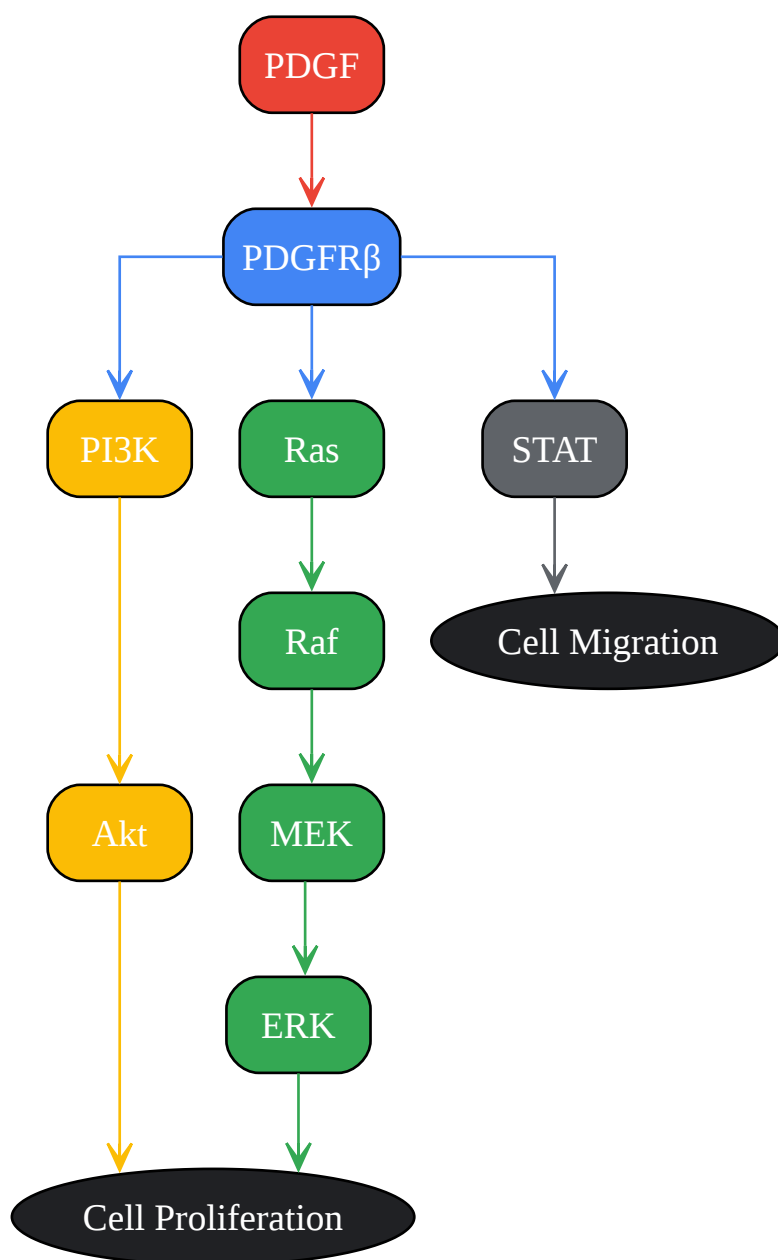 PDGF
PDGFRβ
PI3K
Ras
STAT
Raf
Cell Migration
Akt
MEK
ERK
Cell Proliferation